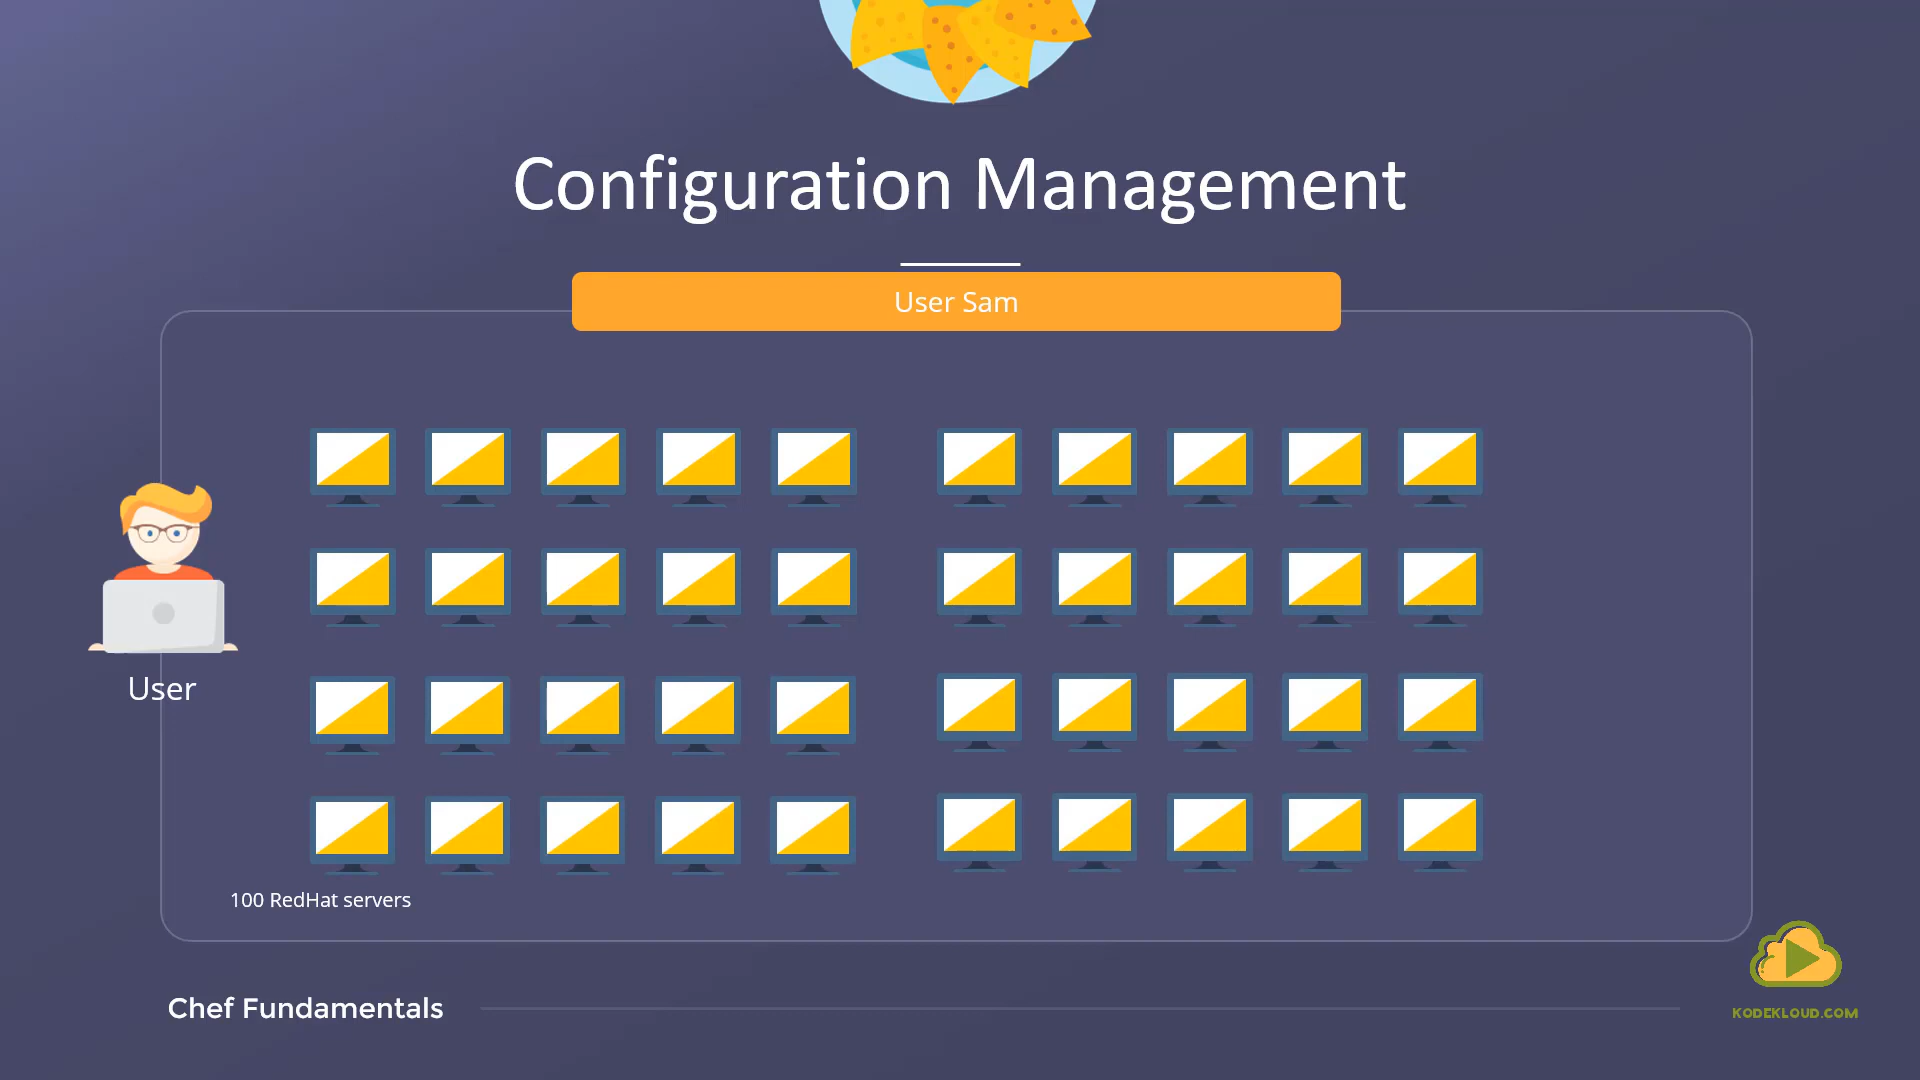 Configuration Management
User Sam
User
100 RedHat servers
Chef Fundamentals
KODEKLOUD.COM